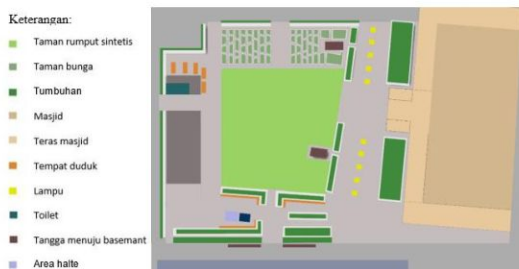 Keterangan:
Taman rumput sintetis
Taman bunga
Tumbuhan
Masjid
Teras masjid
Tempat duduk
Lampu
Toilet
Tangga menuju basemant
Area halte